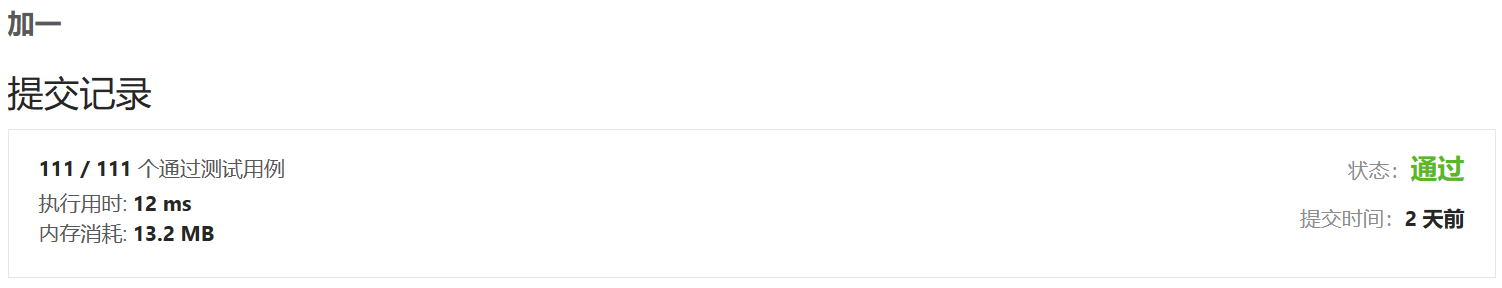 加一
提交记录
111 / 111 个通过测试用例
状态：通过
执行用时: 12 ms
提交时间：2 天前
内存消耗: 13.2 MB